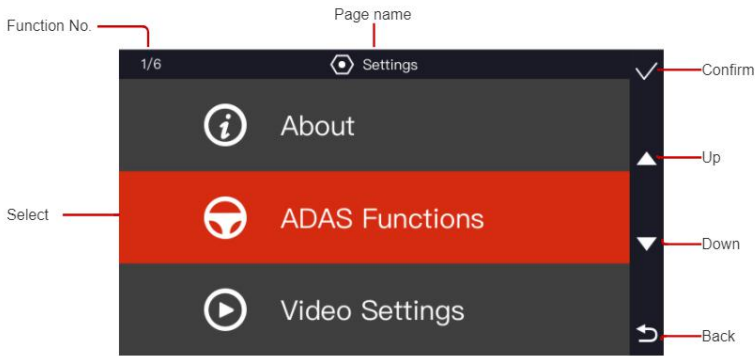 Page name
Function No.
1/6
Settings
Confirm
About
Up
Select
ADAS Functions
Down
Video Settings
Back